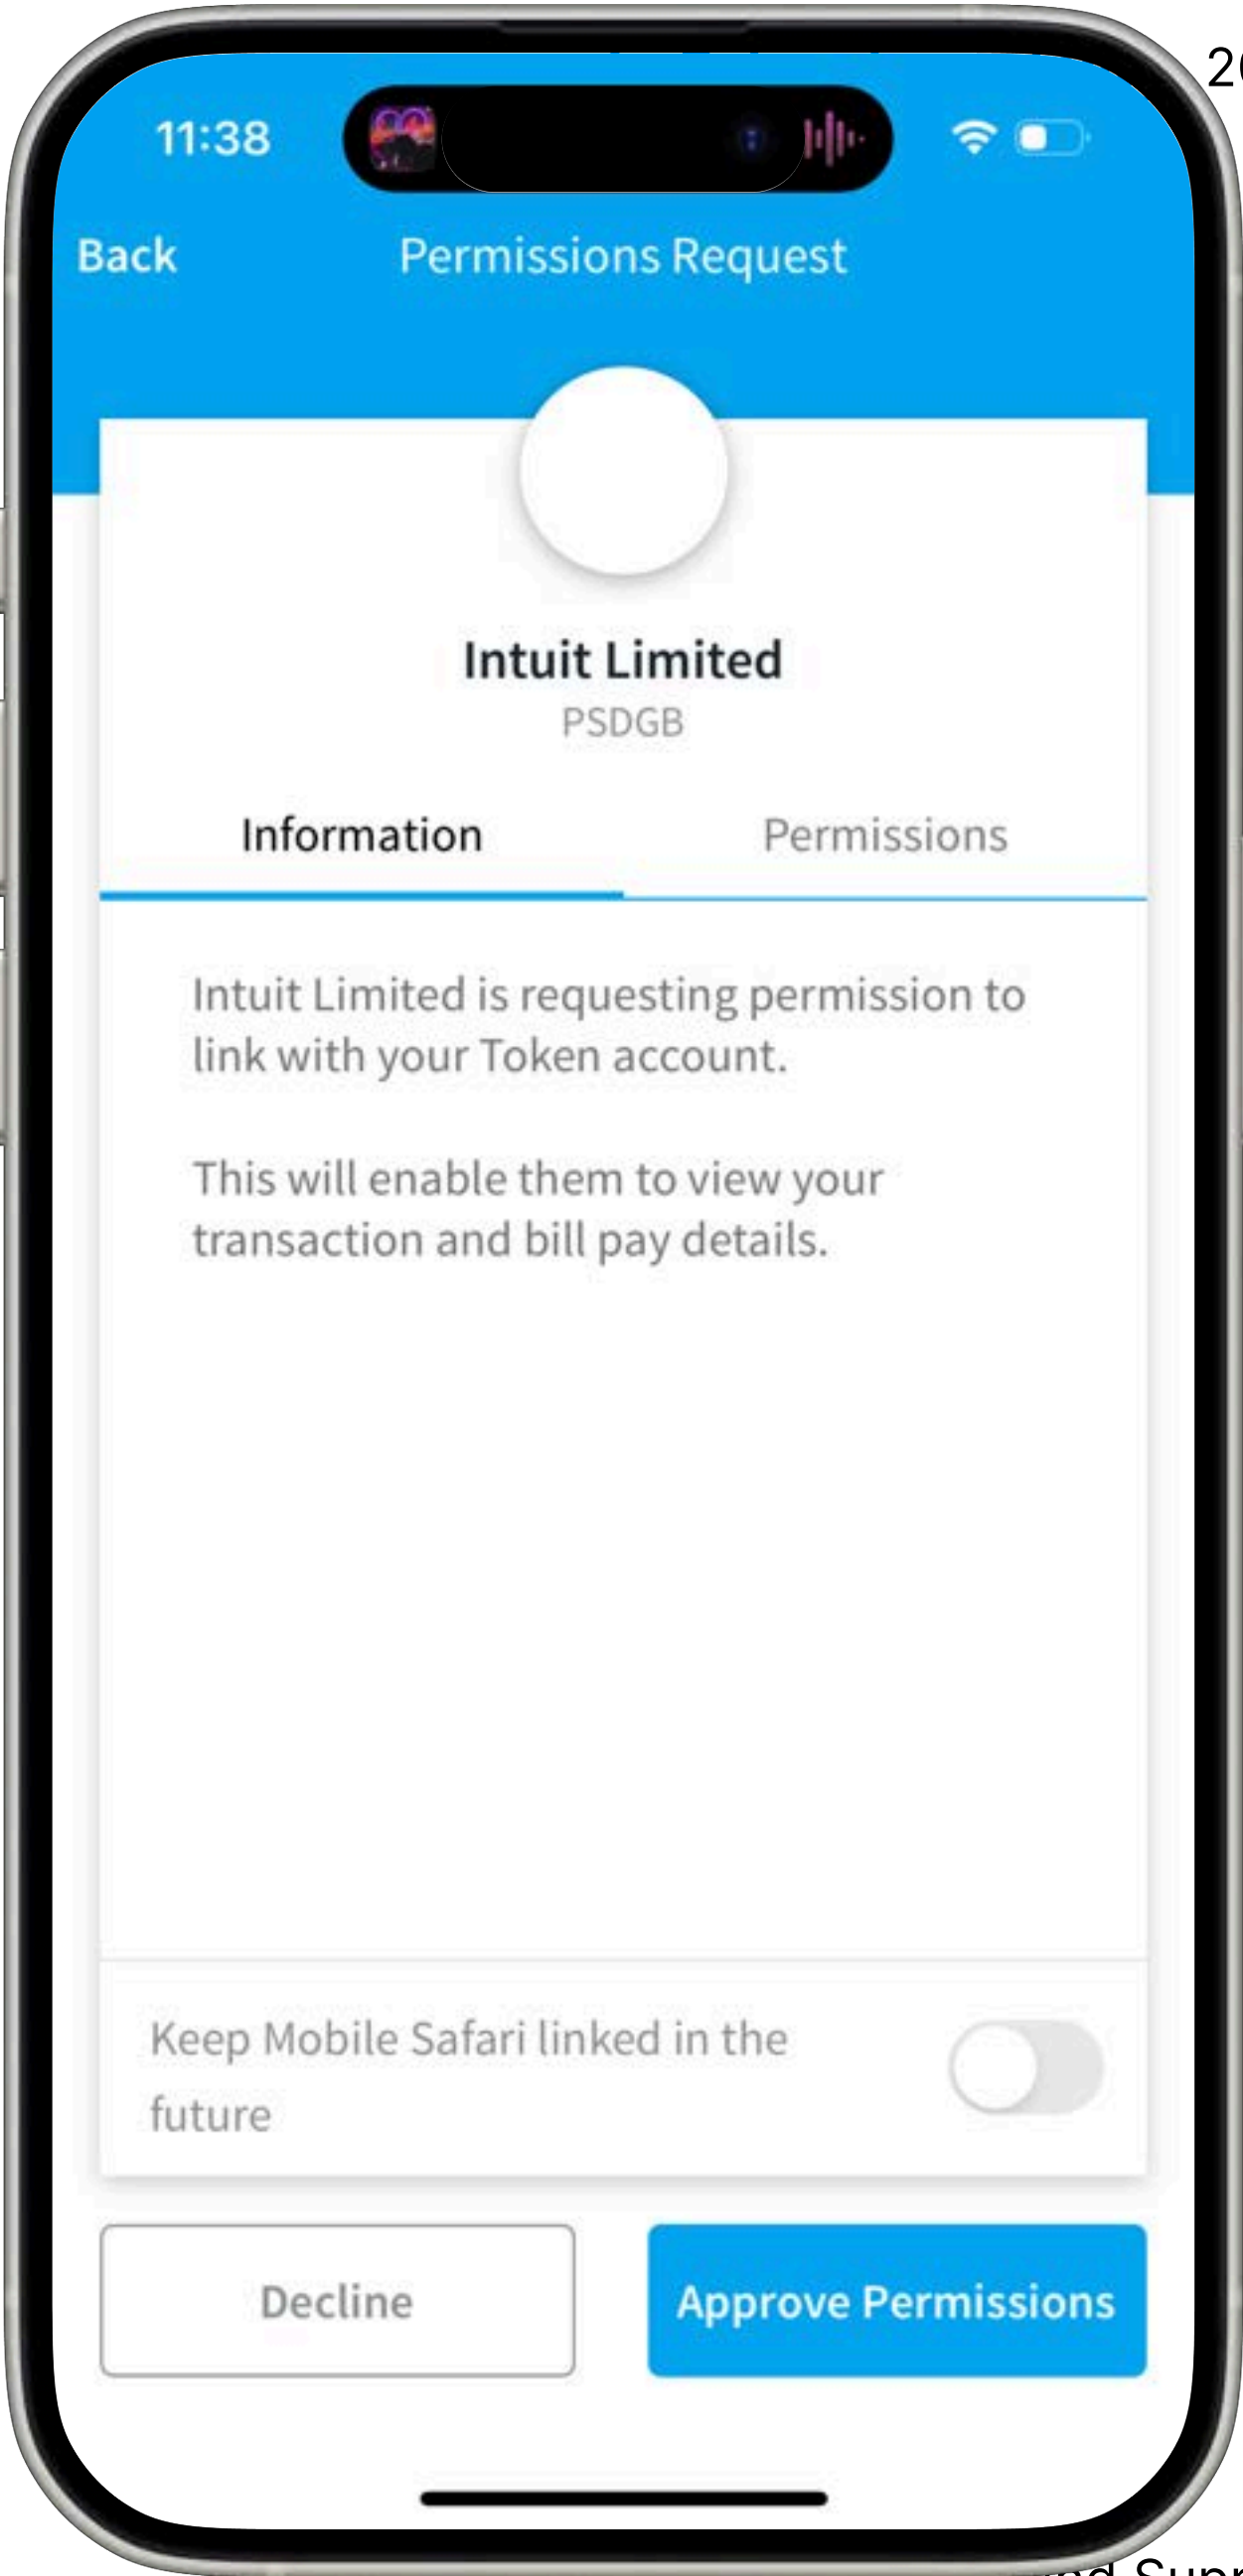 11:38
Back
Permissions Request
Intuit Limited
PSDGB
Information
Permissions
Intuit Limited is requesting permission to
link with your Token account.
This will enable them to view your
transaction and bill pay details.
Keep Mobile Safari linked in the
future
Decline
Approve Permissions